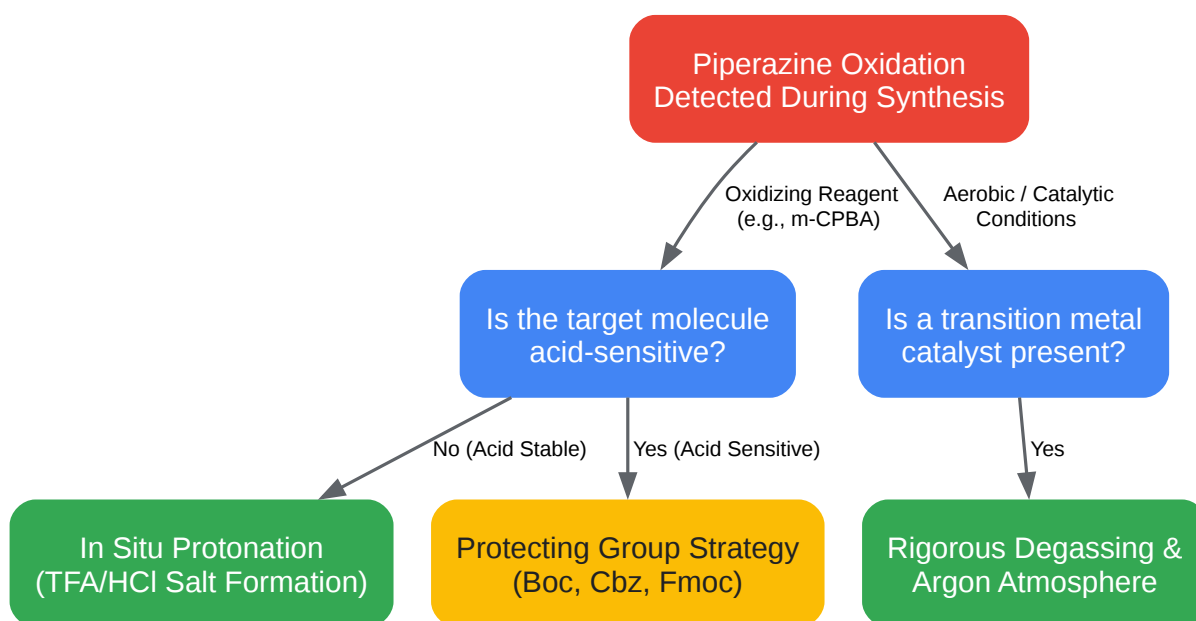 Piperazine Oxidation
Detected During Synthesis
Oxidizing Reagent
(e.g., m-CPBA)
Aerobic / Catalytic
Conditions
Is the target molecule
acid-sensitive?
Is a transition metal
catalyst present?
No (Acid Stable)
Yes (Acid Sensitive)
Yes
In Situ Protonation
(TFA/HCl Salt Formation)
Protecting Group Strategy
(Boc, Cbz, Fmoc)
Rigorous Degassing &
Argon Atmosphere